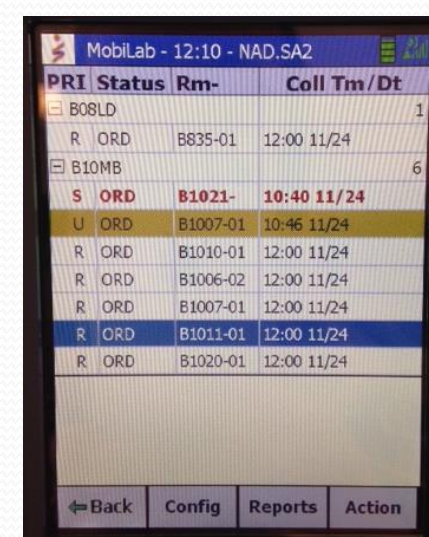 MobiLab - 12:10 - NAD.SA2
PRI Status Rm- Coll Tm/Dt
B08LD 1
R ORD B835-01 12:00 11/24
B10MB 6
S ORD B1021- 10:40 11/24
U ORD B1007-01 10:46 11/24
R ORD B1010-01 12:00 11/24
R ORD B1006-02 12:00 11/24
R ORD B1007-01 12:00 11/24
R ORD B1011-01 12:00 11/24
R ORD B1020-01 12:00 11/24
Back Config Reports Action